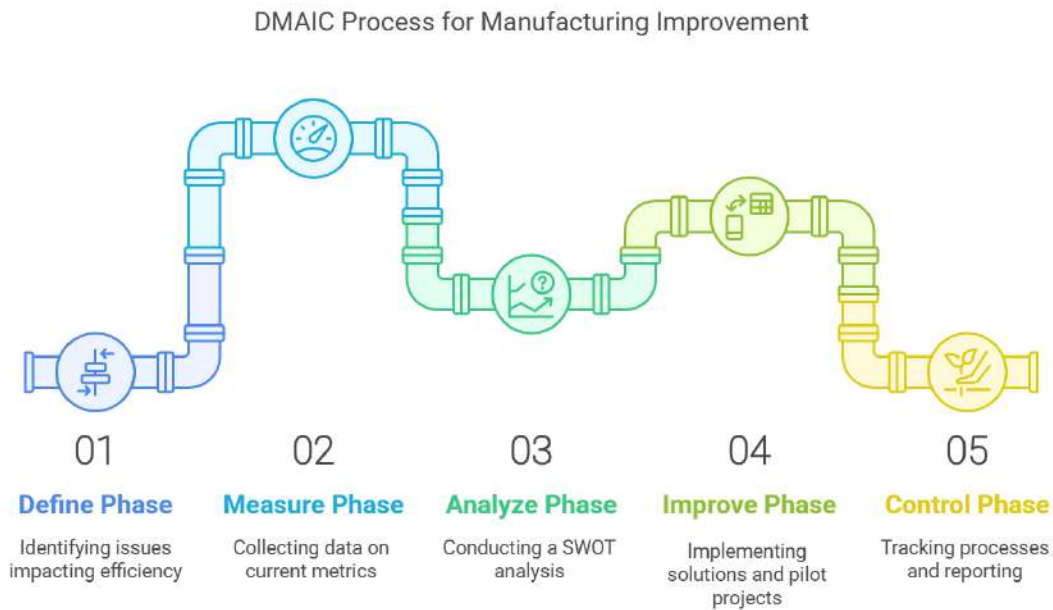 DMAIC Process for Manufacturing Improvement
01
Define Phase
Identifying issues
impacting efficiency
02
Measure Phase
Collecting data on
current metrics
03
Analyze Phase
Conducting a SWOT
analysis
04
Improve Phase
Implementing
solutions and pilot
projects
05
Control Phase
Tracking processes
and reporting